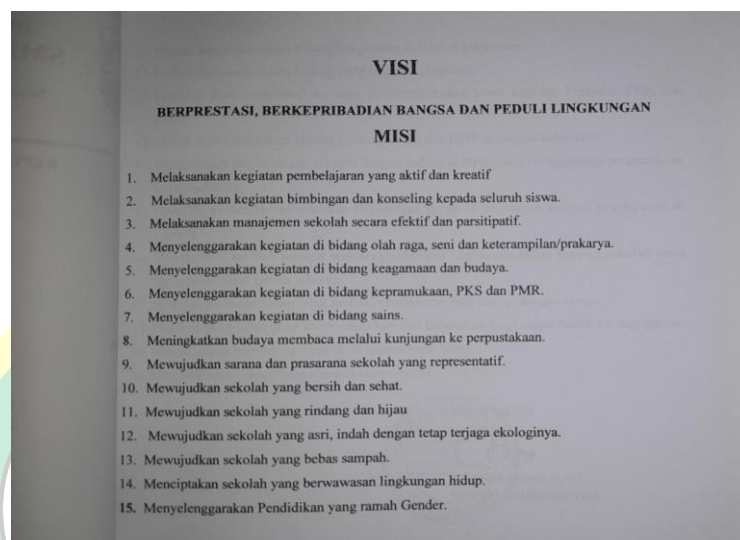 VISI
BERPRESTASI, BERKEPRIBADIAN BANGSA DAN PEDULI LINGKUNGAN
MISI
1. Melaksanakan kegiatan pembelajaran yang aktif dan kreatif
2. Melaksanakan kegiatan bimbingan dan konseling kepada seluruh siswa.
3. Melaksanakan manajemen sekolah secara efektif dan parsitipatif.
4. Menyelenggarakan kegiatan di bidang olah raga, seni dan keterampilan/prakarya.
5. Menyelenggarakan kegiatan di bidang keagamaan dan budaya.
6. Menyelenggarakan kegiatan di bidang kepramukaan, PKS dan PMR.
7. Menyelenggarakan kegiatan di bidang sains.
8. Meningkatkan budaya membaca melalui kunjungan ke perpustakaan.
9. Mewujudkan sarana dan prasarana sekolah yang representatif.
10. Mewujudkan sekolah yang bersih dan sehat.
11. Mewujudkan sekolah yang rindang dan hijau
12. Mewujudkan sekolah yang asri, indah dengan tetap terjaga ekologinya.
13. Mewujudkan sekolah yang bebas sampah.
14. Menciptakan sekolah yang berwawasan lingkungan hidup.
15. Menyelenggarakan Pendidikan yang ramah Gender.